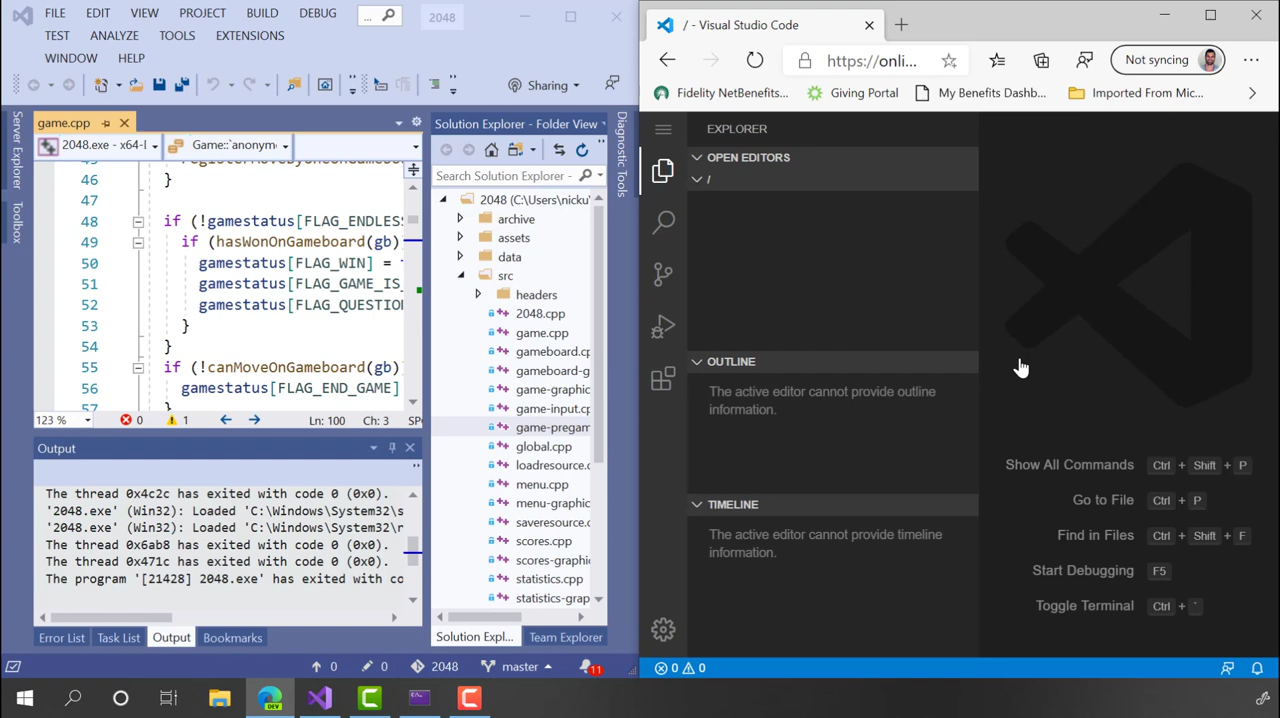 FILE EDIT VIEW PROJECT BUILD DEBUG
... 2048
TEST ANALYZE TOOLS EXTENSIONS
WINDOW HELP
Sharing
Server Explorer
Toolbox
game.cpp
2048.exe - x64-
Game::`anonym
46 }
47
48 if (!gamestatus[FLAG_ENDLESS
49 if (hasWonOnGameboard(gb)
50 gamestatus[FLAG_WIN] =
51 gamestatus[FLAG_GAME_IS_
52 gamestatus[FLAG_QUESTION
53 }
54 }
55 if (!canMoveOnGameboard(gb)
56 gamestatus[FLAG_END_GAME]
57
123 % 0 1 Ln: 100 Ch: 3 SP
Output
The thread 0x4c2c has exited with code 0 (0x0).
'2048.exe' (Win32): Loaded 'C:\Windows\System32\s
'2048.exe' (Win32): Loaded 'C:\Windows\System32\
The thread 0x6ab8 has exited with code 0 (0x0).
The thread 0x471c has exited with code 0 (0x0).
The program '[21428] 2048.exe' has exited with co
Error List Task List Output Bookmarks
Solution Explorer - Folder View
Search Solution Explorer -
2048 (C:\Users\nicku\
archive
assets
data
src
headers
2048.cpp
game.cpp
gameboard.cp
gameboard-g
game-graphic
game-input.cp
game-pregam
global.cpp
loadresource.c
menu.cpp
menu-graphic
saveresource.c
scores.cpp
scores-graphi
statistics.cpp
statistics-grap
Solution Expl... Team Explorer
Diagnostic Tools
0 0 2048 master 11
/ - Visual Studio Code
https://onli... Not syncing
Fidelity NetBenefits... Giving Portal My Benefits Dashb... Imported From Mic...
EXPLORER
OPEN EDITORS
/
OUTLINE
The active editor cannot provide outline
information.
TIMELINE
The active editor cannot provide timeline
information.
Show All Commands Ctrl + Shift + P
Go to File Ctrl + P
Find in Files Ctrl + Shift + F
Start Debugging F5
Toggle Terminal Ctrl + `
0 0
DEV